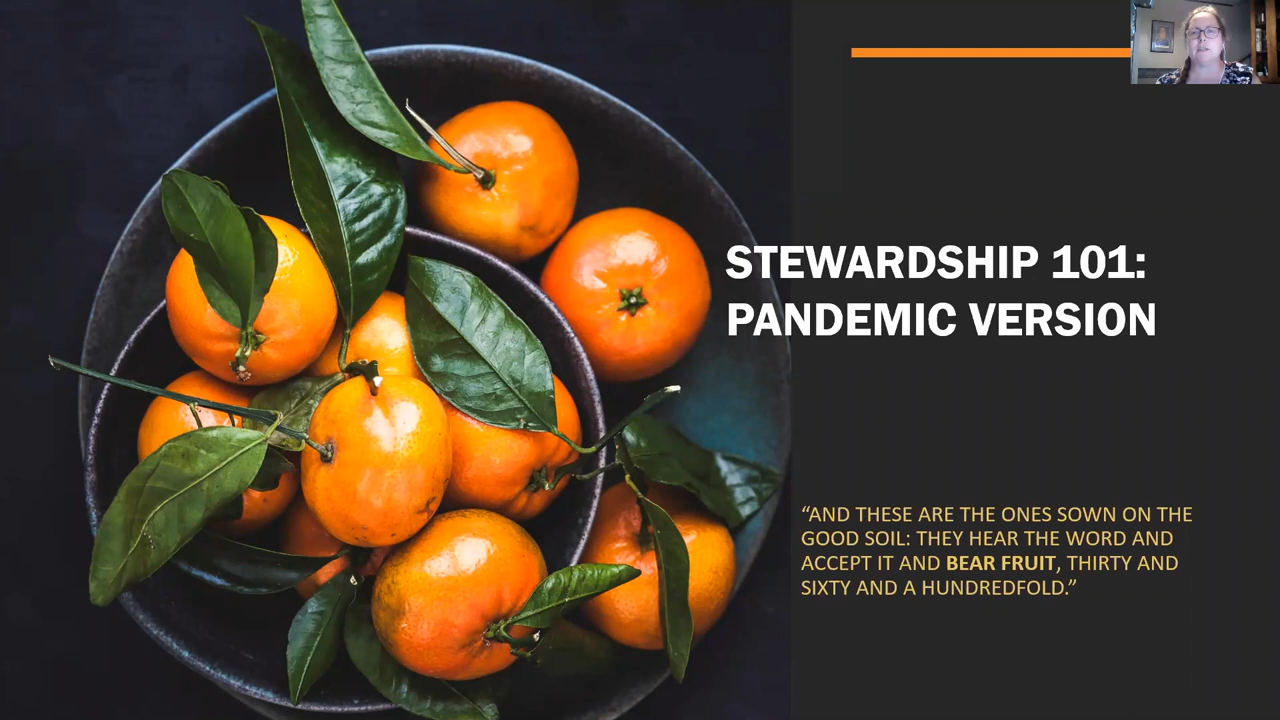 STEWARDSHIP 101:
PANDEMIC VERSION
“AND THESE ARE THE ONES SOWN ON THE
GOOD SOIL: THEY HEAR THE WORD AND
ACCEPT IT AND BEAR FRUIT, THIRTY AND
SIXTY AND A HUNDREDFOLD.”